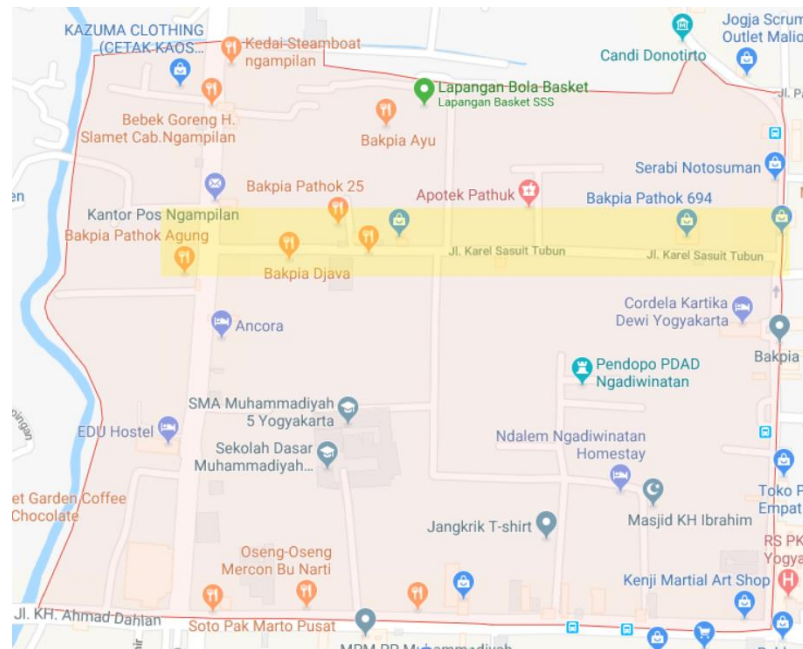 KAZUMA CLOTHING
(CETAK KAOS...
Kedai-Steamboat
ngampilan
Candi Donotirto
Jogja Scrum
Outlet Malio
Jl. Pa
Lapangan Bola Basket
Lapangan Basket SSS
Bebek Goreng H.
Slamet Cab.Ngampilan
Bakpia Ayu
Serabi Notosuman
en
Bakpia Pathok 25
Apotek Pathuk
Bakpia Pathok 694
Kantor Pos Ngampilan
Bakpia Pathok Agung
Jl. Karel Sasuit Tubun
Jl. Karel Sasuit Tubun
Bakpia Djava
Cordela Kartika
Dewi Yogyakarta
Ancora
Bakpia
Pendopo PDAD
Ngadiwinatan
SMA Muhammadiyah
5 Yogyakarta
EDU Hostel
Sekolah Dasar
Muhammadiyah...
Ndalem Ngadiwinatan
Homestay
Toko P
Empat
et Garden Coffee
Chocolate
Jangkrik T-shirt
Masjid KH Ibrahim
RS PK
Yogya
Oseng-Oseng
Mercon Bu Narti
Kenji Martial Art Shop
Jl. KH. Ahmad Dahlan
Soto Pak Marto Pusat